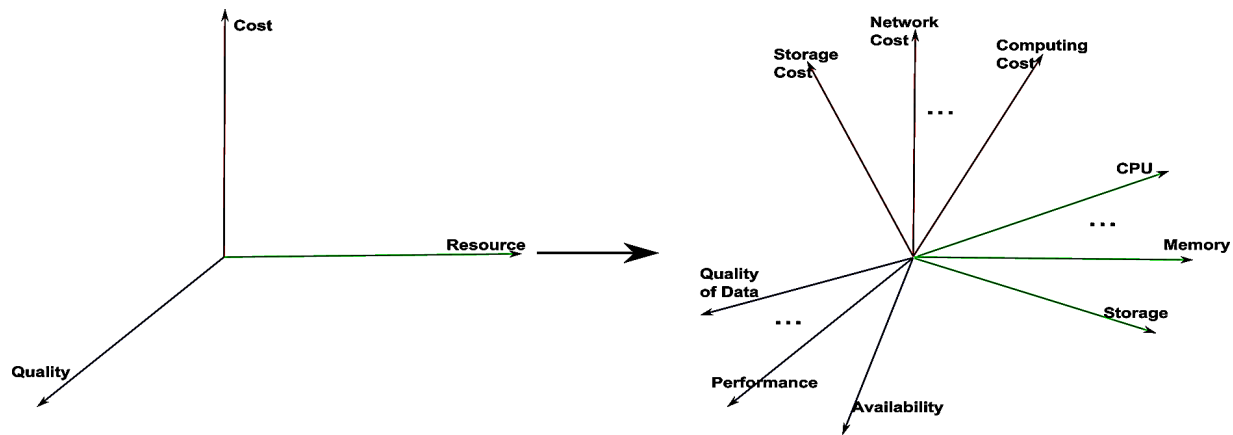 Cost
Resource
Quality
Network
Cost
Storage
Cost
Computing
Cost
...
CPU
...
Memory
Storage
Quality
of Data
...
Performance
Availability